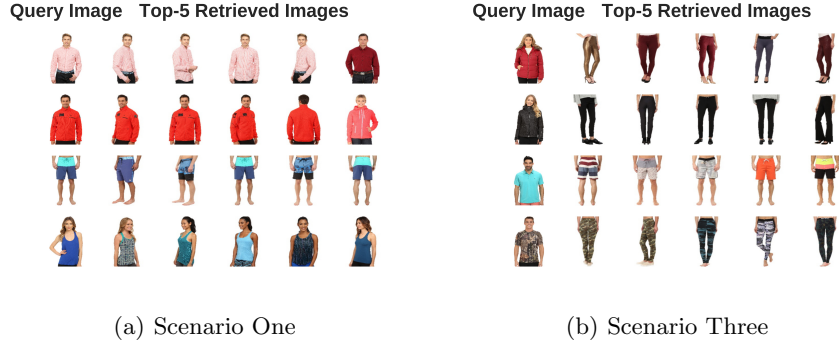 Query Image Top-5 Retrieved Images
Query Image Top-5 Retrieved Images
(a) Scenario One
(b) Scenario Three